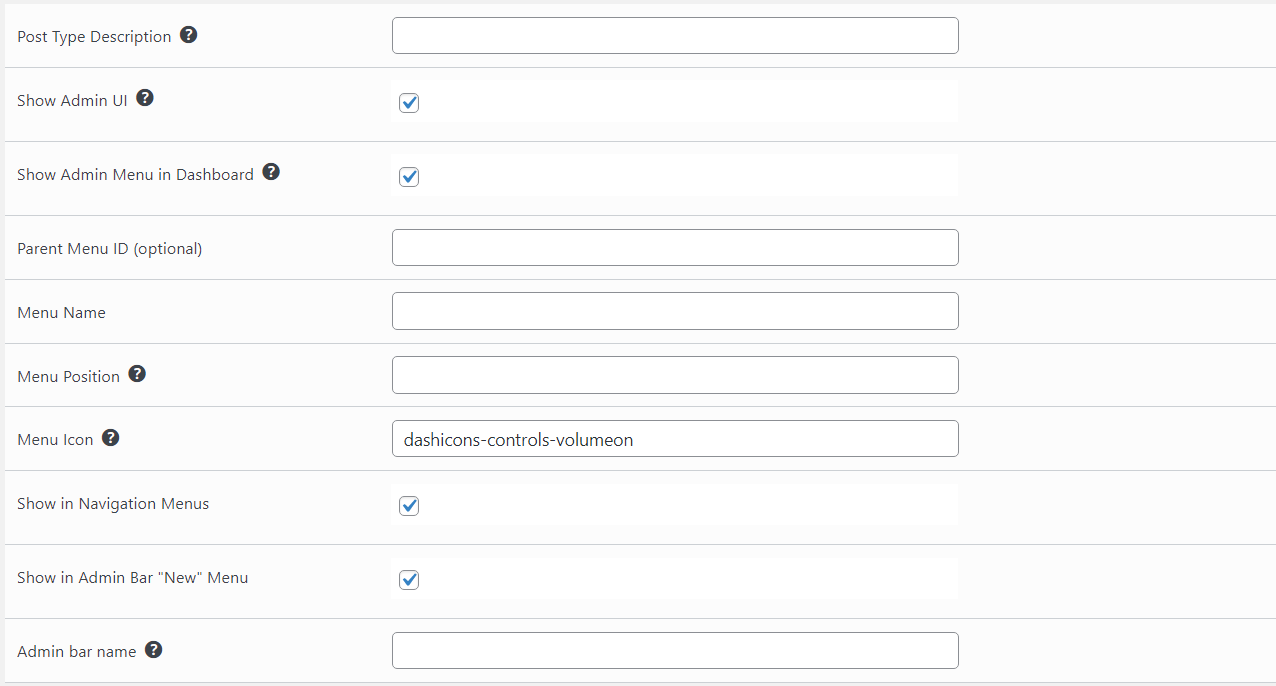 Post Type Description ?
Show Admin UI ?
Show Admin Menu in Dashboard ?
Parent Menu ID (optional)
Menu Name
Menu Position ?
Menu Icon ? dashicons-controls-volumeon
Show in Navigation Menus
Show in Admin Bar "New" Menu
Admin bar name ?